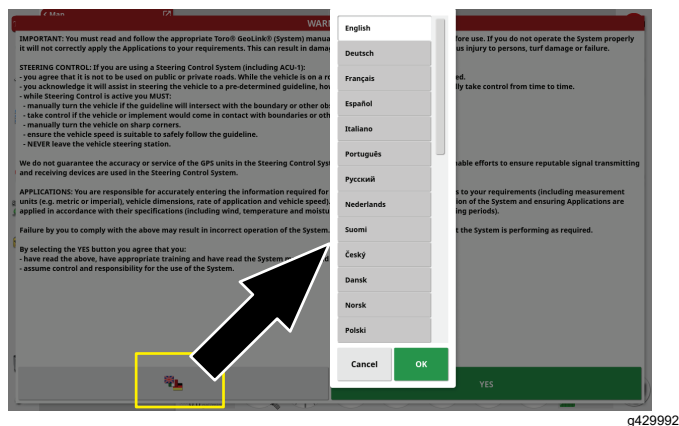 Map
WAR
IMPORTANT: You must read and follow the appropriate Toro® GeoLink® (System) manua fore use. If you do not operate the System properly
it will not correctly apply the Applications to your requirements. This can result in damag us injury to persons, turf damage or failure.
STEERING CONTROL: If you are using a Steering Control System (including ACU-1):
- you agree that it is not to be used on public or private roads. While the vehicle is on a ro ed.
- you acknowledge it will assist in steering the vehicle to a pre-determined guideline, how lly take control from time to time.
- while Steering Control is active you MUST:
- manually turn the vehicle if the guideline will intersect with the boundary or other obs
- take control if the vehicle or implement would come in contact with boundaries or oth
- manually turn the vehicle on sharp corners.
- ensure the vehicle speed is suitable to safely follow the guideline.
- NEVER leave the vehicle steering station.
We do not guarantee the accuracy or service of the GPS units in the Steering Control Syst able efforts to ensure reputable signal transmitting
and receiving devices are used in the Steering Control System.
APPLICATIONS: You are responsible for accurately entering the information required for s to your requirements (including measurement
units (e.g. metric or imperial), vehicle dimensions, rate of application and vehicle speed). ion of the System and ensuring Applications are
applied in accordance with their specifications (including wind, temperature and moistu ing periods).
Failure by you to comply with the above may result in incorrect operation of the System. t the System is performing as required.
By selecting the YES button you agree that you:
- have read the above, have appropriate training and have read the System m d
- assume control and responsibility for the use of the System.
English
Deutsch
Français
Español
Italiano
Português
Русский
Nederlands
Suomi
Český
Dansk
Norsk
Polski
Cancel OK
YES
g429992